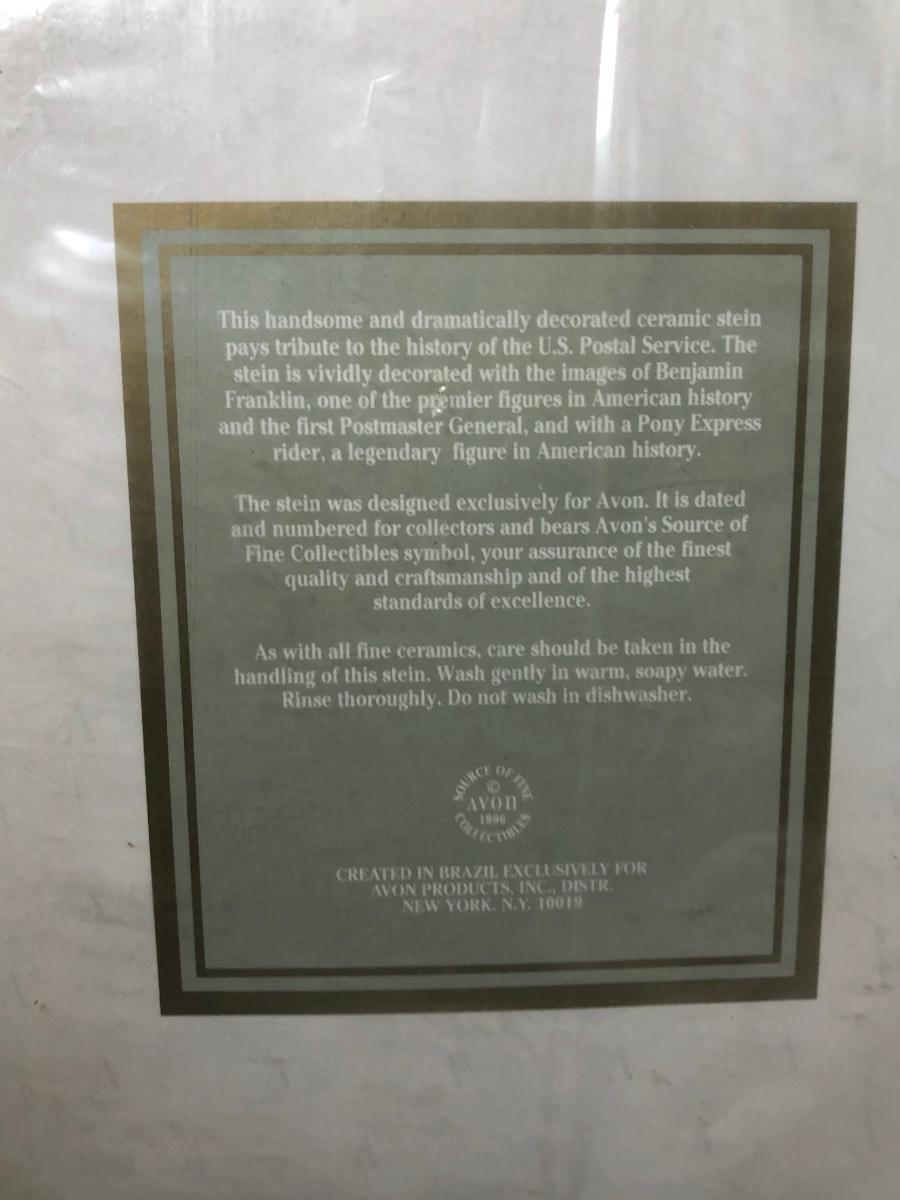 This handsome and dramatically decorated ceramic stein
pays tribute to the history of the U.S. Postal Service. The
stein is vividly decorated with the images of Benjamin
Franklin, one of the premier figures in American history
and the first Postmaster General, and with a Pony Express
rider, a legendary figure in American history.
The stein was designed exclusively for Avon. It is dated
and numbered for collectors and bears Avon's Source of
Fine Collectibles symbol, your assurance of the finest
quality and craftsmanship and of the highest
standards of excellence.
As with all fine ceramics, care should be taken in the
handling of this stein. Wash gently in warm, soapy water.
Rinse thoroughly. Do not wash in dishwasher.
SOURCE OF FINE
©
AVON
1996
COLLECTIBLES
CREATED IN BRAZIL EXCLUSIVELY FOR
AVON PRODUCTS, INC., DISTR.
NEW YORK, N.Y. 10019